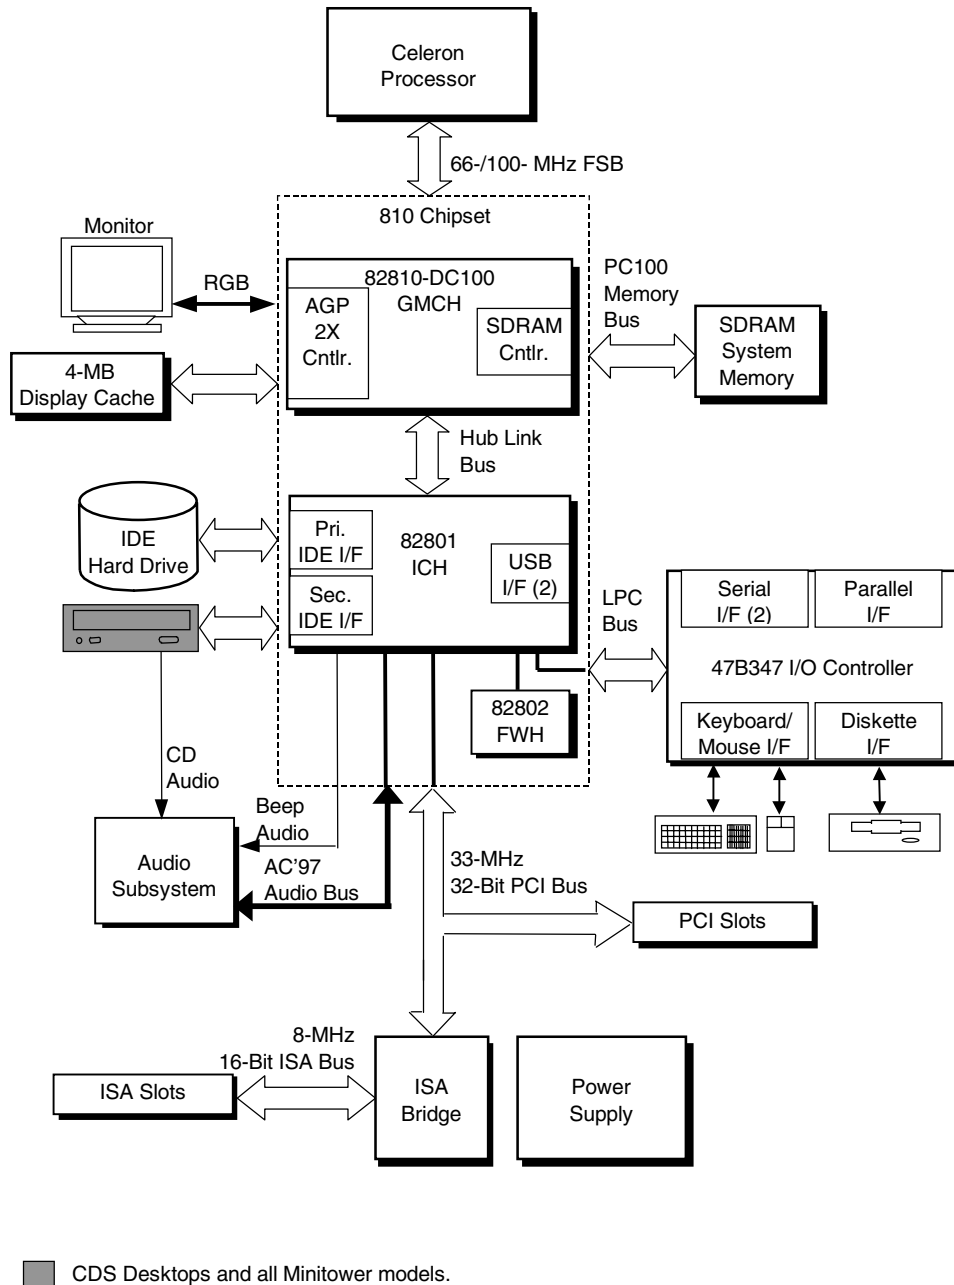 Celeron
Processor
66-/100- MHz FSB
810 Chipset
Monitor
RGB
82810-DC100
GMCH
AGP
2X
Cntlr.
SDRAM
Cntlr.
PC100
Memory
Bus
SDRAM
System
Memory
4-MB
Display Cache
Hub Link
Bus
IDE
Hard Drive
Pri.
IDE I/F
82801
ICH
USB
I/F (2)
Sec.
IDE I/F
LPC
Bus
Serial
I/F (2)
Parallel
I/F
47B347 I/O Controller
Keyboard/
Mouse I/F
Diskette
I/F
82802
FWH
CD
Audio
Beep
Audio
AC'97
Audio Bus
Audio
Subsystem
33-MHz
32-Bit PCI Bus
PCI Slots
8-MHz
16-Bit ISA Bus
ISA Slots
ISA
Bridge
Power
Supply
CDS Desktops and all Minitower models.